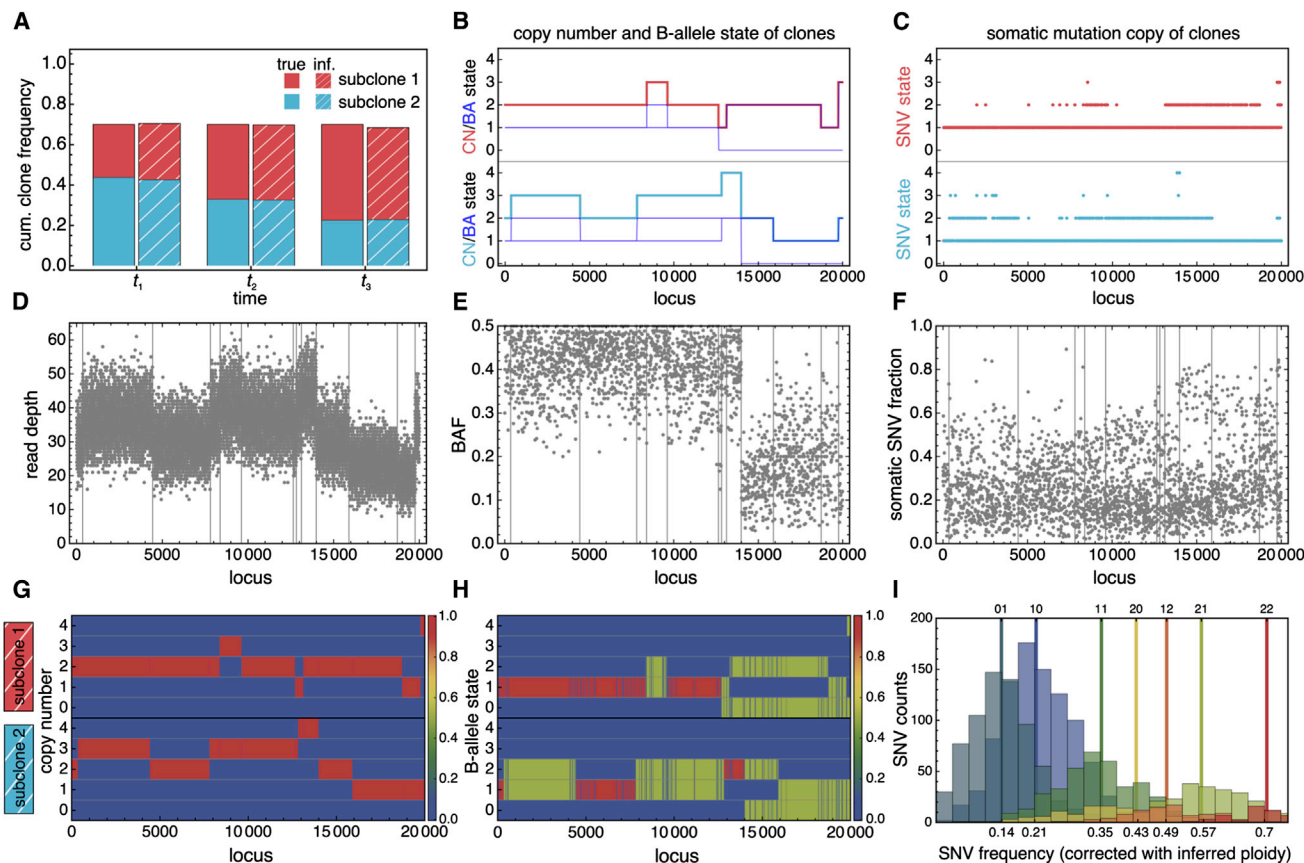 A
true inf.
subclone 1
subclone 2
cum. clone frequency
1.0
0.8
0.6
0.4
0.2
0.0
t1 t2 t3
time
B
copy number and B-allele state of clones
CN/BA state
4
3
2
1
0
CN/BA state
4
3
2
1
0
0 5000 10000 15000 20000
locus
C
somatic mutation copy of clones
SNV state
4
3
2
1
0
SNV state
4
3
2
1
0
0 5000 10000 15000 20000
locus
D
read depth
60
50
40
30
20
10
0
0 5000 10000 15000 20000
locus
E
BAF
0.5
0.4
0.3
0.2
0.1
0 5000 10000 15000 20000
locus
F
somatic SNV fraction
1.0
0.8
0.6
0.4
0.2
0.0
0 5000 10000 15000 20000
locus
G
subclone 1
subclone 2
copy number
4
3
2
1
0
4
3
2
1
0
0 5000 10000 15000 20000
locus
1.0
0.8
0.6
0.4
0.2
0.0
H
B-allele state
4
3
2
1
0
4
3
2
1
0
0 5000 10000 15000 20000
locus
1.0
0.8
0.6
0.4
0.2
0.0
I
01 10 11 20 12 21 22
SNV counts
200
150
100
50
0
0.14 0.21 0.35 0.43 0.49 0.57 0.7
SNV frequency (corrected with inferred ploidy)